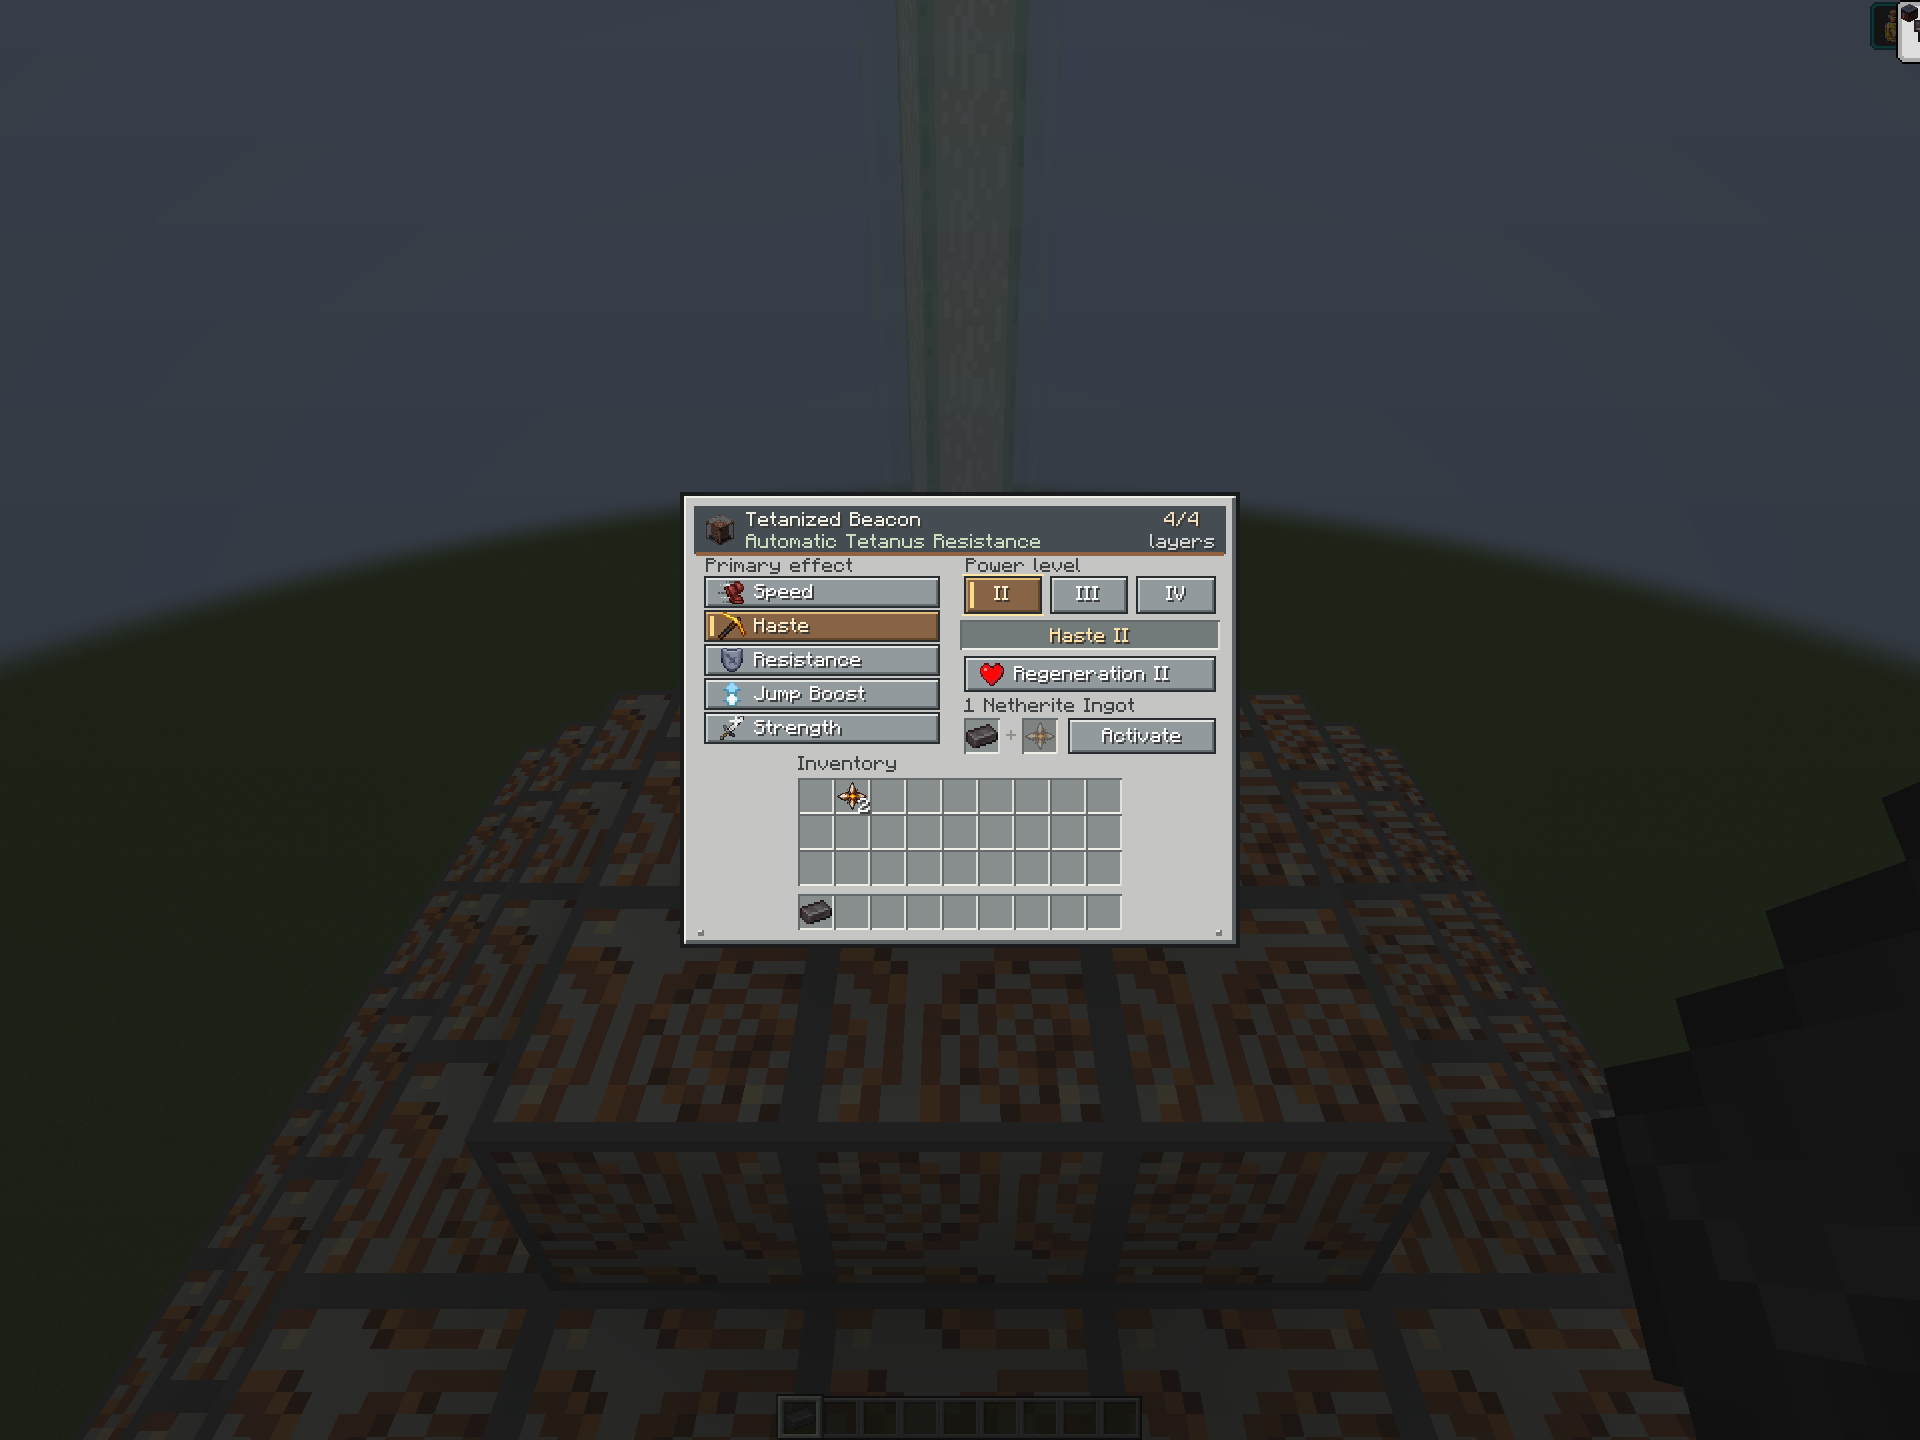 Tetanized Beacon
4/4
Automatic Tetanus Resistance
layers
Primary effect
Power level
Speed
II
III
IV
Haste
Haste II
Resistance
Regeneration II
Jump Boost
1 Netherite Ingot
Strength
+
Activate
Inventory
2